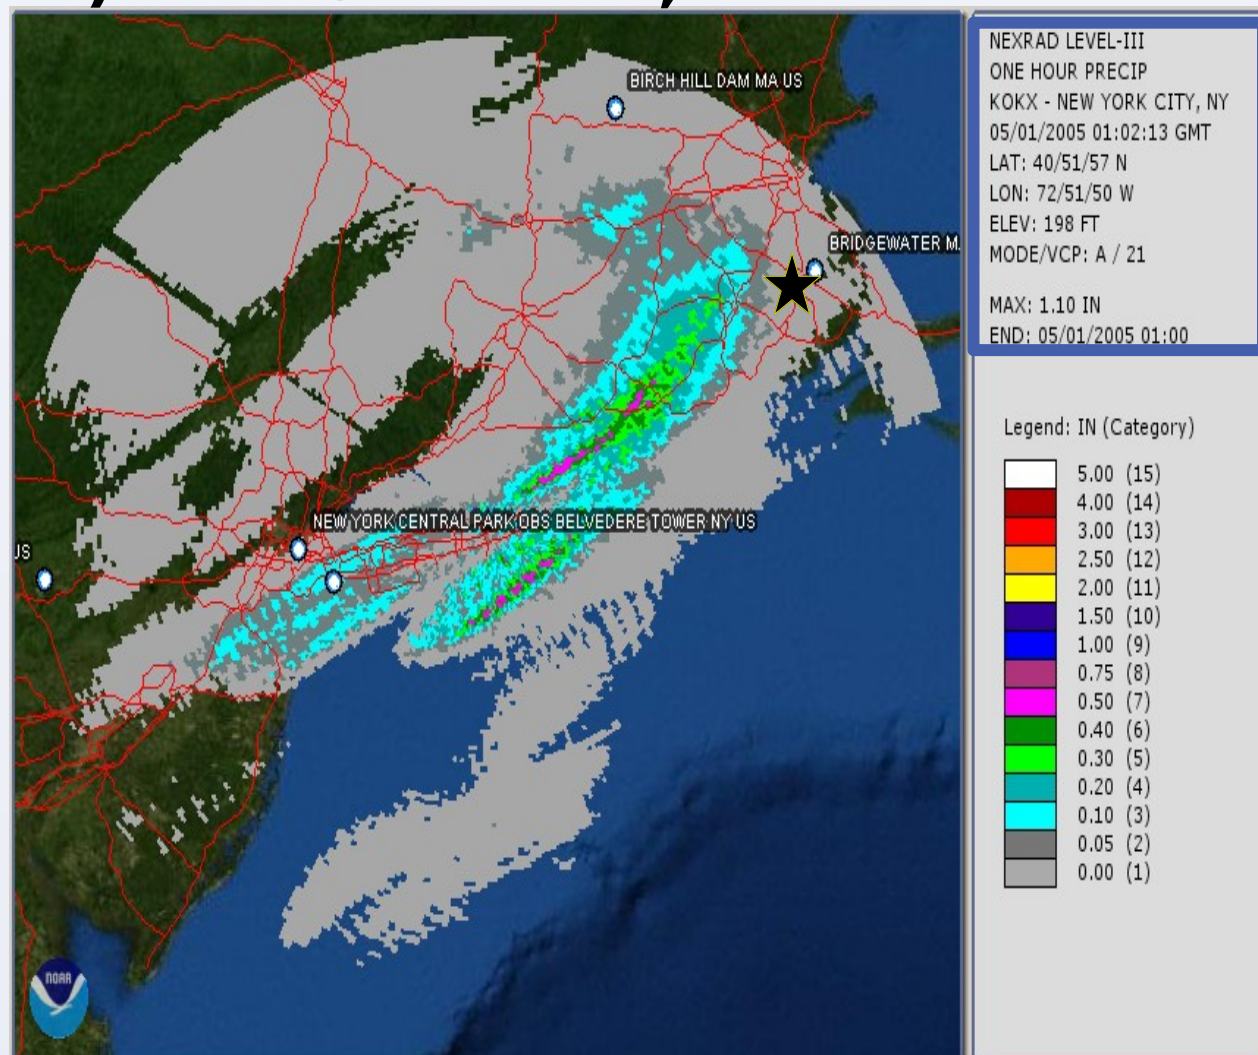 BIRCH HILL DAM MA US
BRIDGEWATER M
NEW YORK CENTRAL PARK OBS BELVEDERE TOWER NY US
US
NOAA
NEXRAD LEVEL-III
ONE HOUR PRECIP
KOKX - NEW YORK CITY, NY
05/01/2005 01:02:13 GMT
LAT: 40/51/57 N
LON: 72/51/50 W
ELEV: 198 FT
MODE/VCP: A / 21
MAX: 1.10 IN
END: 05/01/2005 01:00
Legend: IN (Category)
5.00 (15)
4.00 (14)
3.00 (13)
2.50 (12)
2.00 (11)
1.50 (10)
1.00 (9)
0.75 (8)
0.50 (7)
0.40 (6)
0.30 (5)
0.20 (4)
0.10 (3)
0.05 (2)
0.00 (1)